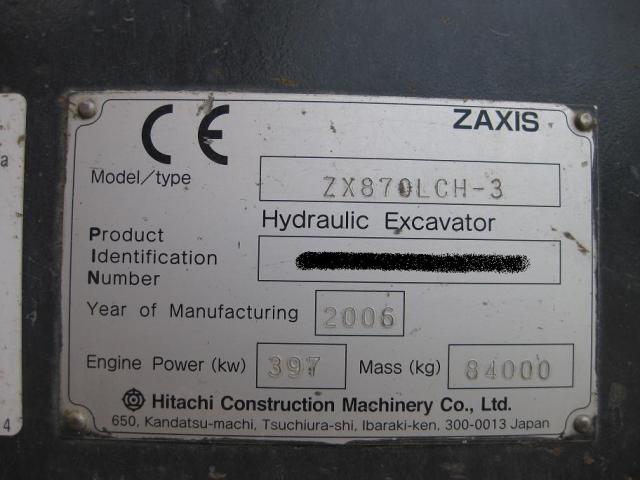 CE
ZAXIS
Model/type ZX870LCH-3
Hydraulic Excavator
Product
Identification
Number
Year of Manufacturing 2006
Engine Power (kw) 397 Mass (kg) 84000
Hitachi Construction Machinery Co., Ltd.
650, Kandatsu-machi, Tsuchiura-shi, Ibaraki-ken, 300-0013 Japan
a
4